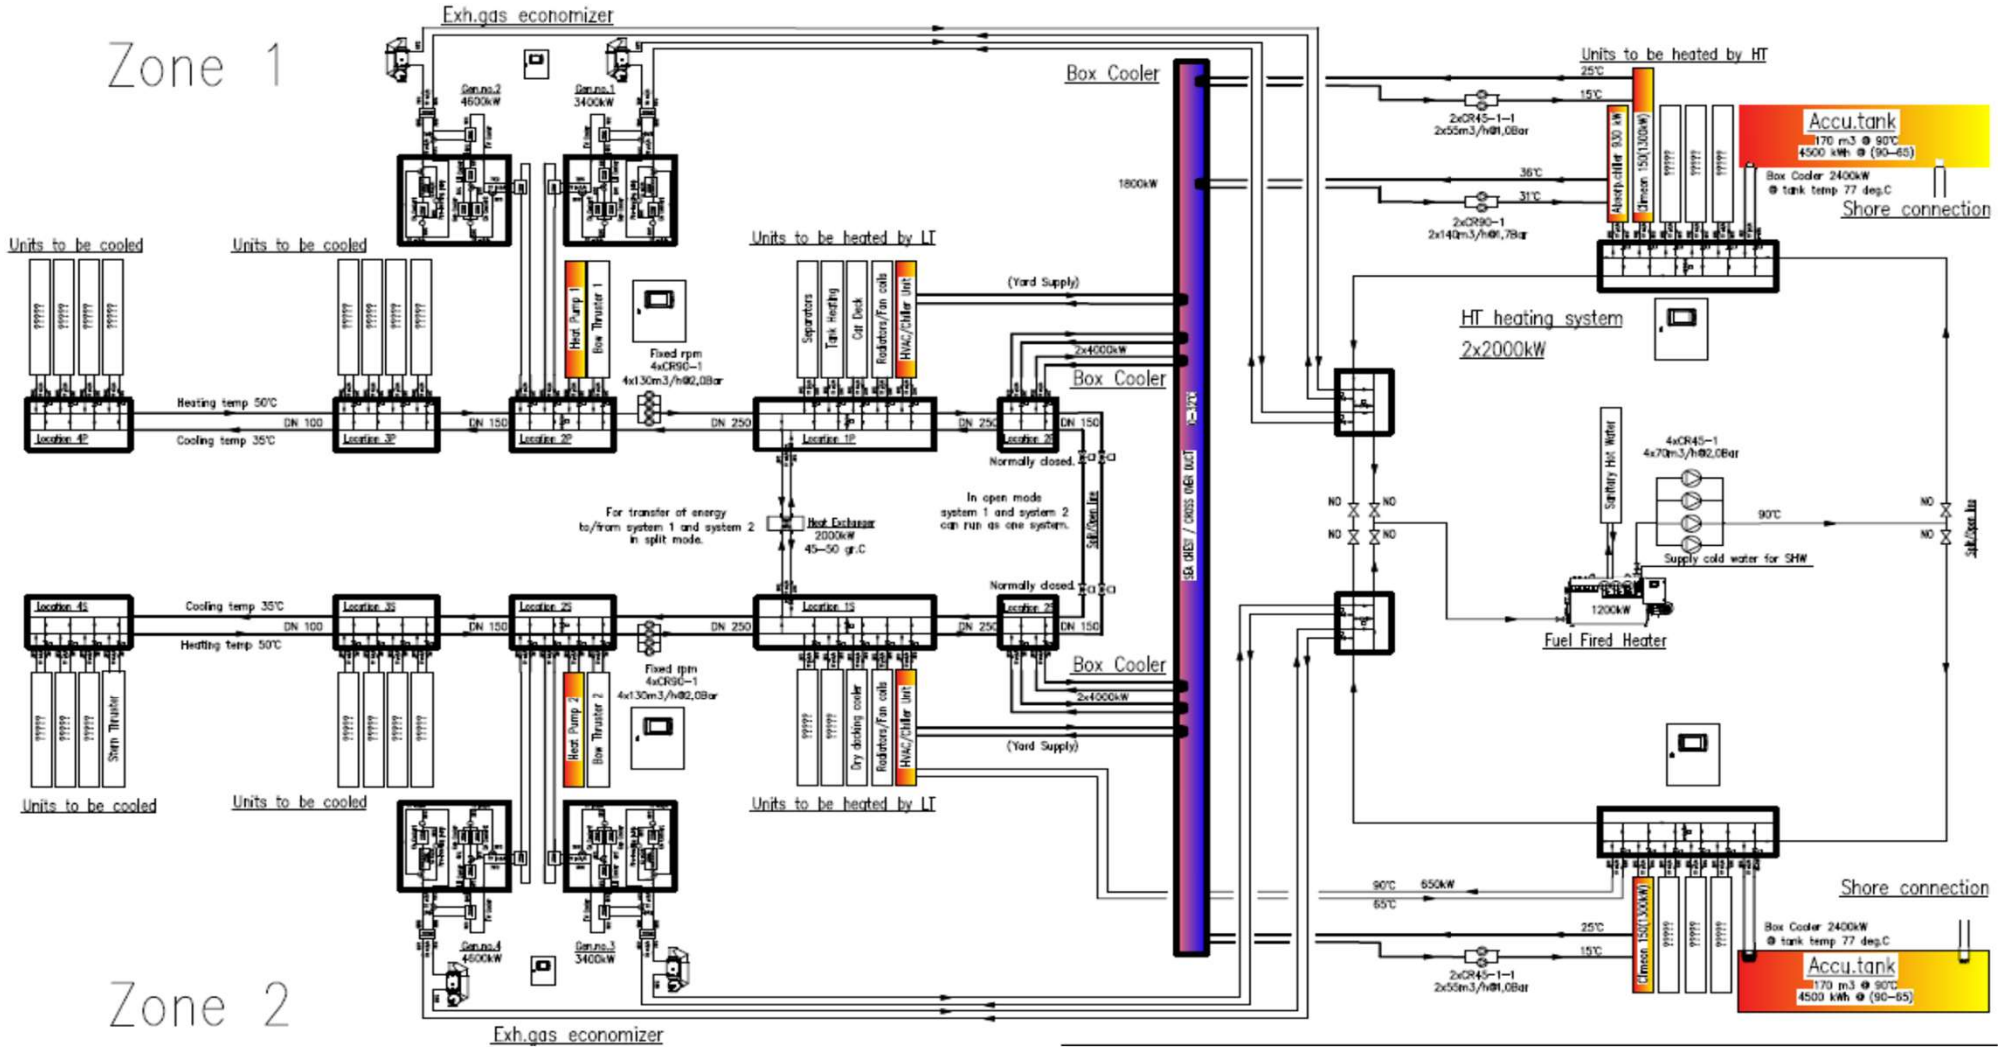 Zone 1
Exh.gas economizer
Gen.no.2
4600kW
Gen.no.1
3400kW
Box Cooler
1800kW
Units to be heated by HT
25°C
15°C
2xCR45-1-1
2x55m3/h@1,0Bar
36°C
31°C
2xCR90-1
2x140m3/h@1,7Bar
Absorp.chiller 930 kW
Climeon 150(1300kW)
?????
?????
?????
Accu.tank
170 m3 @ 90°C
4500 kWh @ (90-65)
Box Cooler 2400kW
@ tank temp 77 deg.C
Shore connection
Units to be cooled
?????
?????
?????
?????
Units to be cooled
?????
?????
?????
?????
Heat Pump 1
Bow Thruster 1
Fixed rpm
4xCR90-1
4x130m3/h@2,0Bar
Units to be heated by LT
Separators
Tank Heating
Car Deck
Radiators/Fan coils
HVAC/Chiller Unit
(Yard Supply)
2x4000kW
Box Cooler
HT heating system
2x2000kW
Heating temp 50°C
Cooling temp 35°C
Location 4P
DN 100
Location 3P
DN 150
Location 2P
DN 250
Location 1P
DN 250
DN 150
Normally closed.
For transfer of energy
to/from system 1 and system 2
in split mode.
Heat Exchanger
2000kW
45-50 gr.C
In open mode
system 1 and system 2
can run as one system.
Split/Open line
SEA CHEST / CROSS OVER DUCT
0-32°C
NO
NO
NO
NO
Sanitary Hot Water
4xCR45-1
4x70m3/h@2,0Bar
90°C
Supply cold water for SHW
1200kW
Fuel Fired Heater
NO
NO
Split/open line
Normally closed.
Location 4S
Cooling temp 35°C
Heating temp 50°C
DN 100
Location 3S
DN 150
Location 2S
DN 250
Location 1S
DN 250
DN 150
Fixed rpm
4xCR90-1
4x130m3/h@2,0Bar
?????
?????
?????
Stern Thruster
Units to be cooled
?????
?????
?????
?????
Units to be cooled
Heat Pump 2
Bow Thruster 2
?????
?????
Dry docking cooler
Radiators/Fan coils
HVAC/Chiller Unit
Units to be heated by LT
Box Cooler
2x4000kW
(Yard Supply)
90°C
650kW
65°C
25°C
15°C
2xCR45-1-1
2x55m3/h@1,0Bar
Climeon 150(1300kW)
?????
?????
?????
Shore connection
Box Cooler 2400kW
@ tank temp 77 deg.C
Accu.tank
170 m3 @ 90°C
4500 kWh @ (90-65)
Gen.no.4
4600kW
Gen.no.3
3400kW
Zone 2
Exh.gas economizer